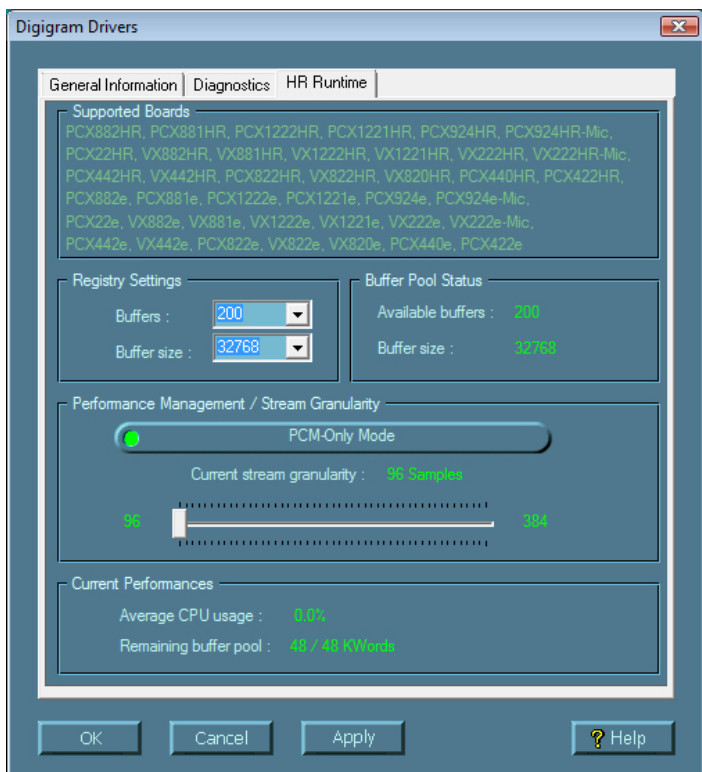 Digigram Drivers
General Information
Diagnostics
HR Runtime
Supported Boards
PCX882HR, PCX881HR, PCX1222HR, PCX1221HR, PCX924HR, PCX924HR-Mic,
PCX22HR, VX882HR, VX881HR, VX1222HR, VX1221HR, VX222HR, VX222HR-Mic,
PCX442HR, VX442HR, PCX822HR, VX822HR, VX820HR, PCX440HR, PCX422HR,
PCX882e, PCX881e, PCX1222e, PCX1221e, PCX924e, PCX924e-Mic,
PCX22e, VX882e, VX881e, VX1222e, VX1221e, VX222e, VX222e-Mic,
PCX442e, VX442e, PCX822e, VX822e, VX820e, PCX440e, PCX422e
Registry Settings
Buffers : 200
Buffer size : 32768
Buffer Pool Status
Available buffers : 200
Buffer size : 32768
Performance Management / Stream Granularity
PCM-Only Mode
Current stream granularity : 96 Samples
96 384
Current Performances
Average CPU usage : 0.0%
Remaining buffer pool : 48 / 48 KWords
OK Cancel Apply ? Help